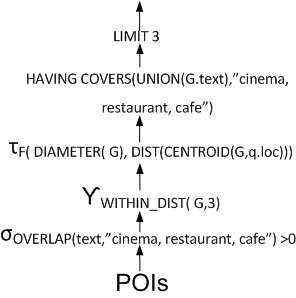 LIMIT 3
HAVING COVERS(UNION(G.text),”cinema,
restaurant, cafe”)
τF( DIAMETER( G), DIST(CENTROID(G,q.loc)))
ϒWITHIN_DIST( G,3)
σOVERLAP(text,”cinema, restaurant, cafe”) >0
POIs